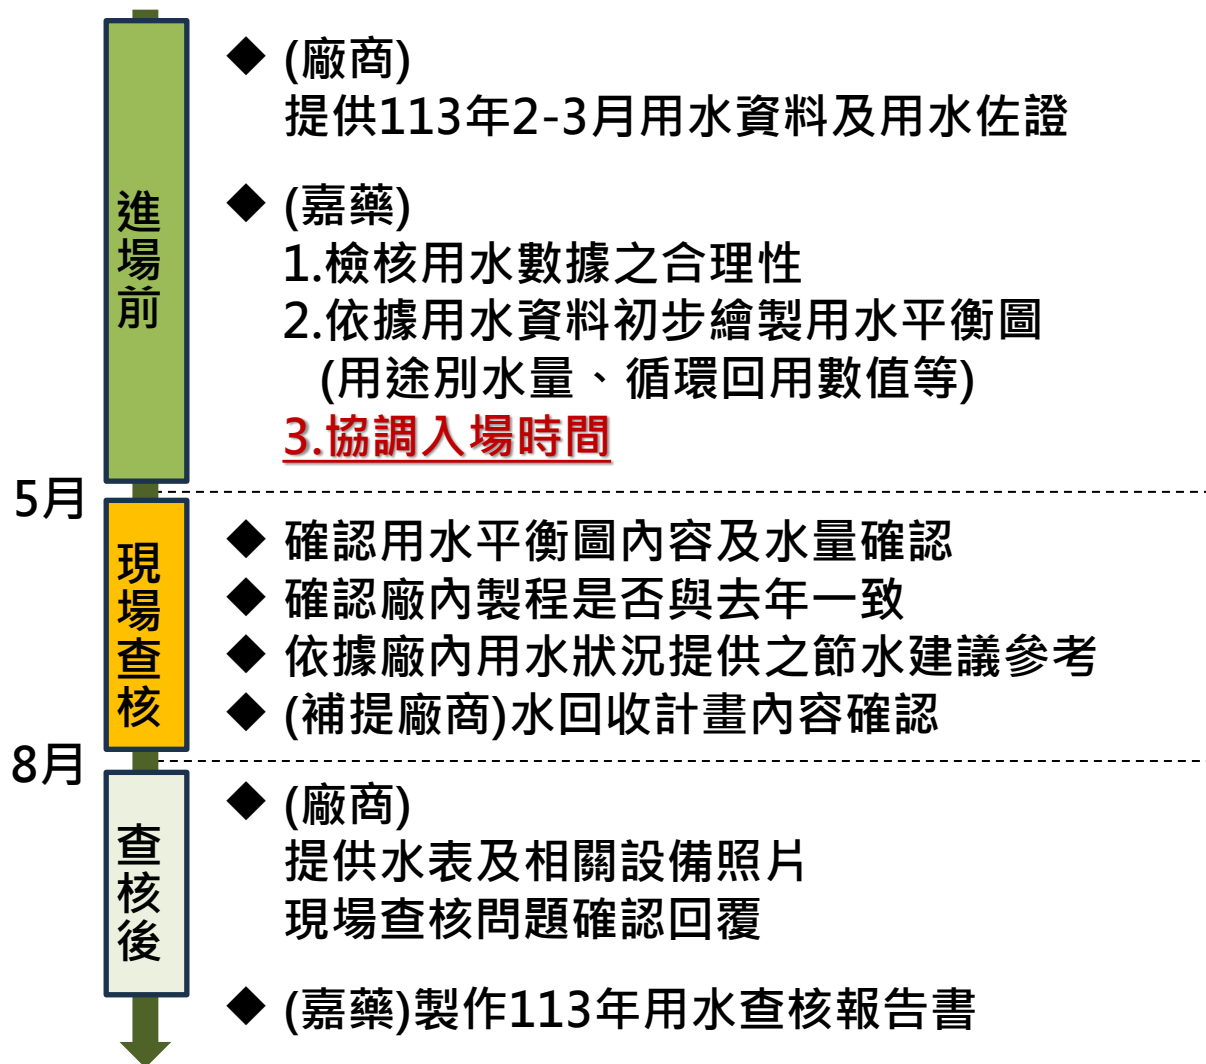 進場前
◆ (廠商)
提供113年2-3月用水資料及用水佐證
◆ (嘉藥)
1.檢核用水數據之合理性
2.依據用水資料初步繪製用水平衡圖
(用途別水量、循環回用數值等)
3.協調入場時間
5月
現場查核
◆ 確認用水平衡圖內容及水量確認
◆ 確認廠內製程是否與去年一致
◆ 依據廠內用水狀況提供之節水建議參考
◆ (補提廠商)水回收計畫內容確認
8月
查核後
◆ (廠商)
提供水表及相關設備照片
現場查核問題確認回覆
◆ (嘉藥)製作113年用水查核報告書